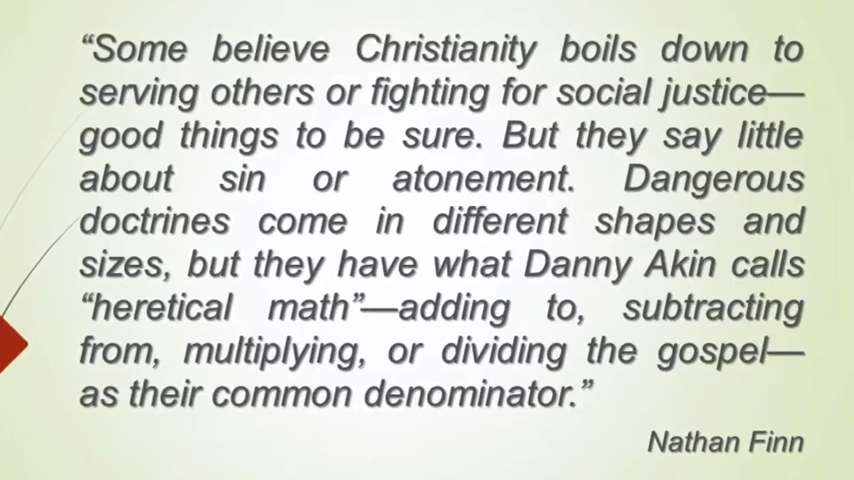 “Some believe Christianity boils down to
serving others or fighting for social justice—
good things to be sure. But they say little
about sin or atonement. Dangerous
doctrines come in different shapes and
sizes, but they have what Danny Akin calls
“heretical math”—adding to, subtracting
from, multiplying, or dividing the gospel—
as their common denominator.”
Nathan Finn